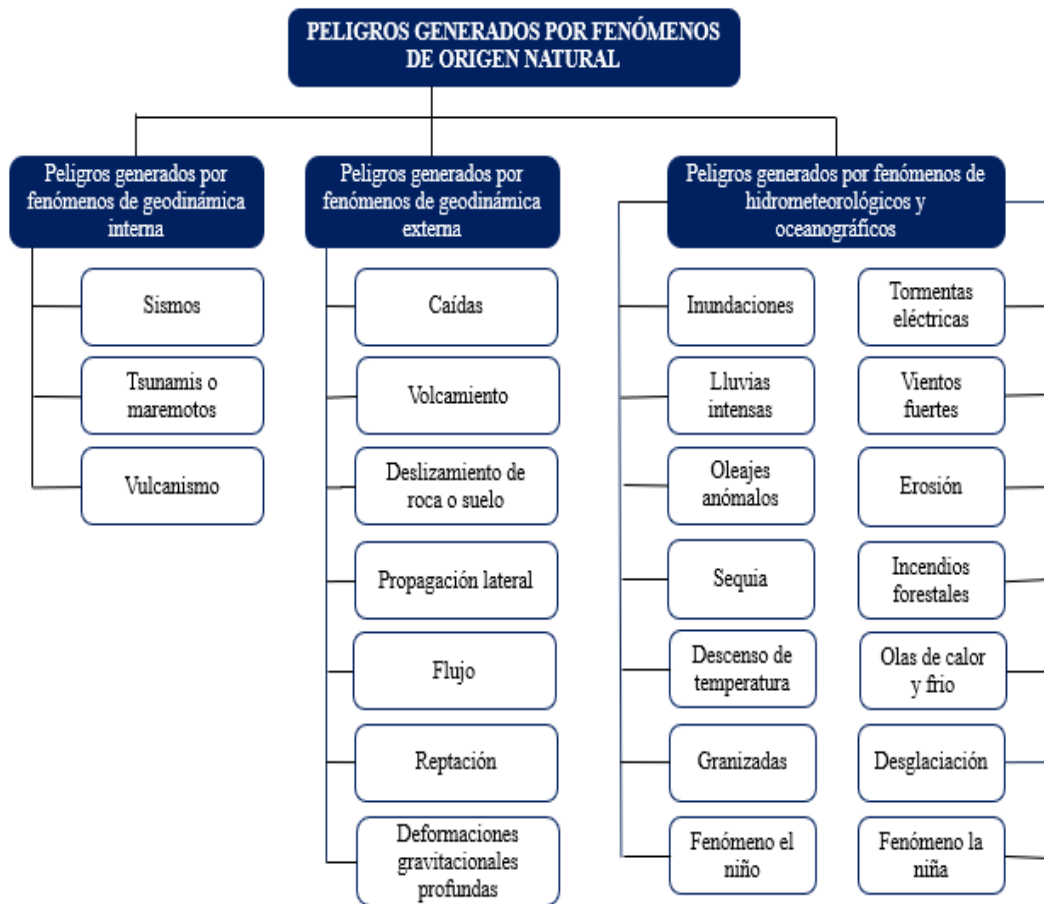 PELIGROS GENERADOS POR FENÓMENOS
DE ORIGEN NATURAL
Peligros generados por
fenómenos de geodinámica
interna
Sismos
Tsunamis o
maremotos
Vulcanismo
Peligros generados por
fenómenos de geodinámica
externa
Caídas
Volcamiento
Deslizamiento de
roca o suelo
Propagación lateral
Flujo
Reptación
Deformaciones
gravitacionales
profundas
Peligros generados por fenómenos de
hidrometeorológicos y
oceanográficos
Inundaciones
Lluvias
intensas
Oleajes
anómalos
Sequia
Descenso de
temperatura
Granizadas
Fenómeno el
niño
Tormentas
eléctricas
Vientos
fuertes
Erosión
Incendios
forestales
Olas de calor
y frio
Desglaciación
Fenómeno la
niña